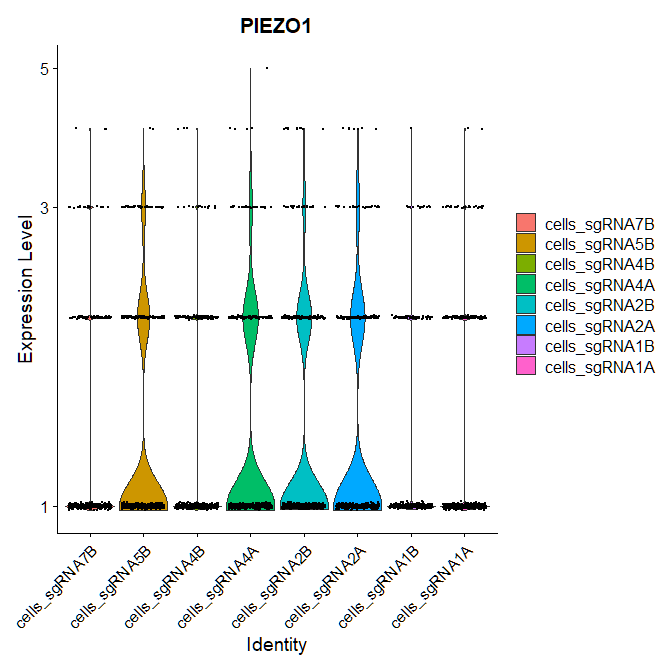 PIEZO1
Expression Level
5
3
1
cells_sgRNA7B
cells_sgRNA5B
cells_sgRNA4B
cells_sgRNA4A
cells_sgRNA2B
cells_sgRNA2A
cells_sgRNA1B
cells_sgRNA1A
Identity
cells_sgRNA7B
cells_sgRNA5B
cells_sgRNA4B
cells_sgRNA4A
cells_sgRNA2B
cells_sgRNA2A
cells_sgRNA1B
cells_sgRNA1A